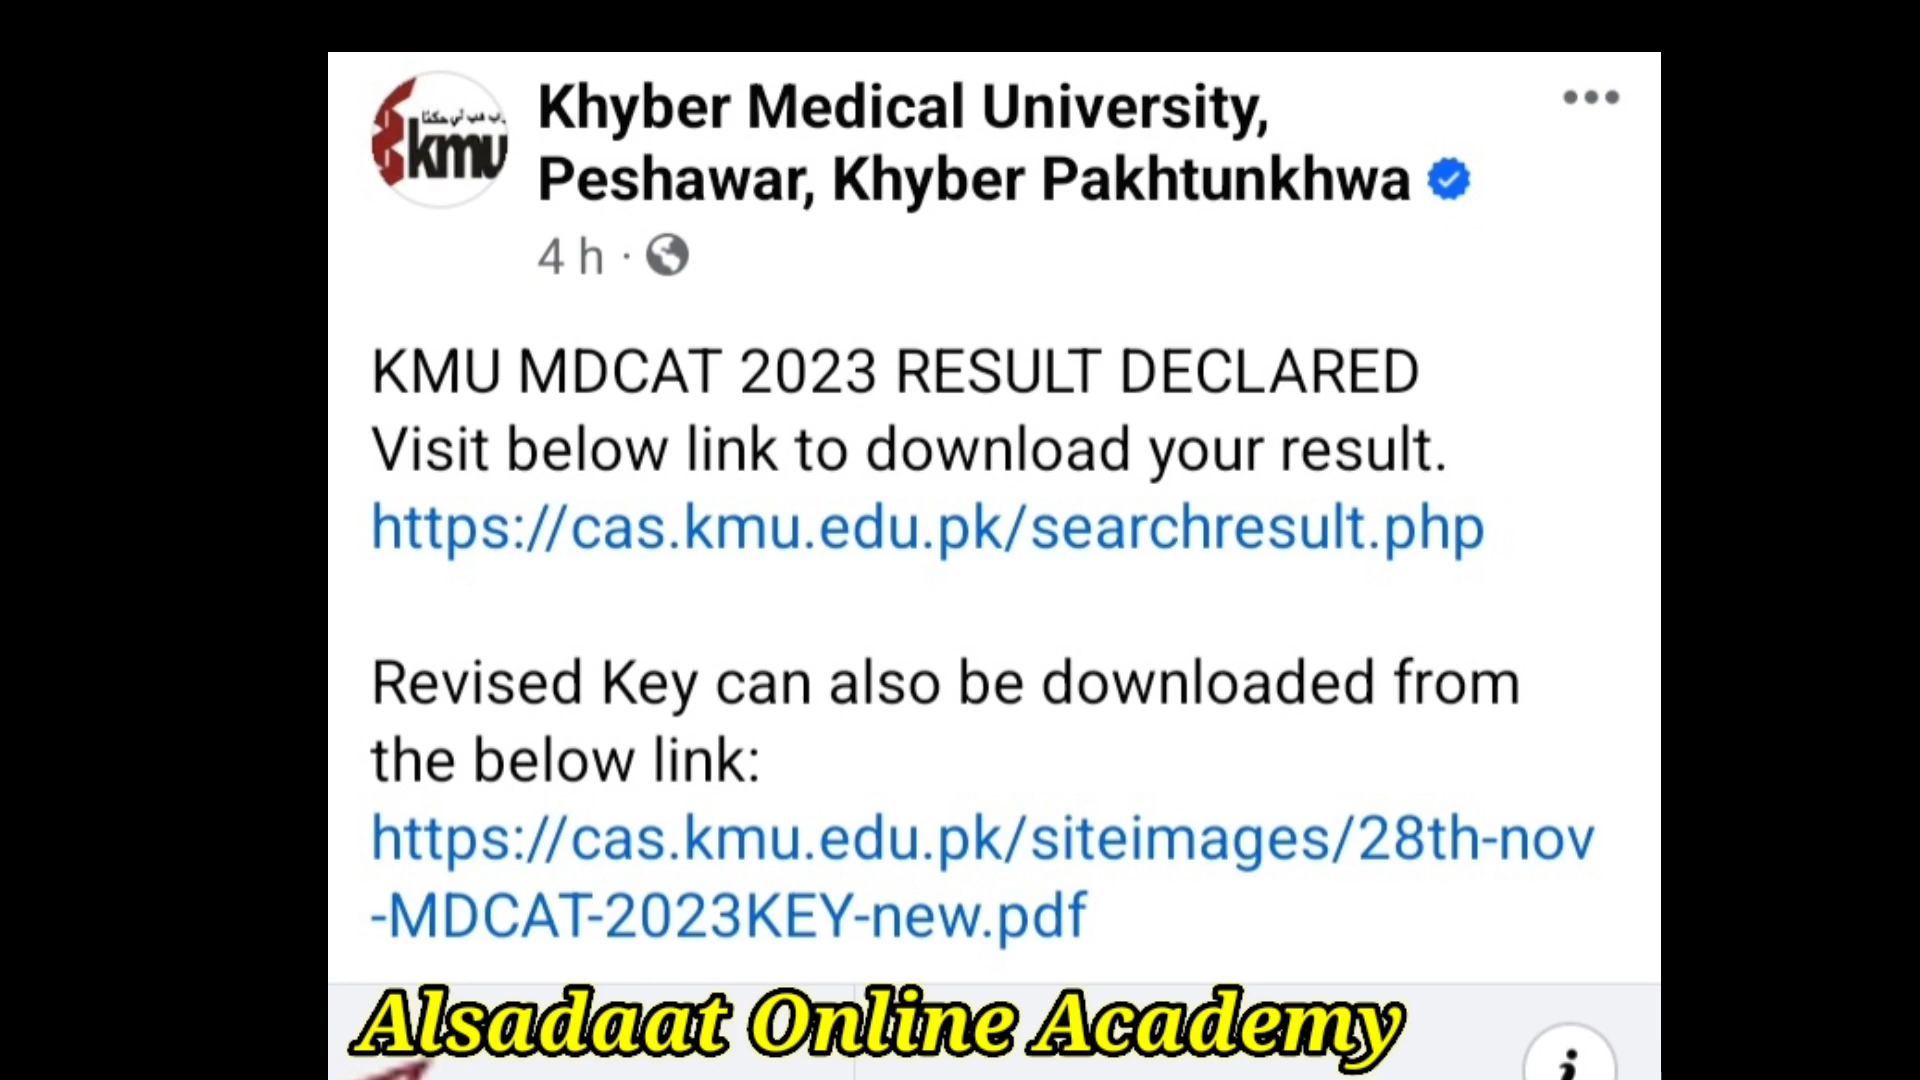 Khyber Medical University,
Peshawar, Khyber Pakhtunkhwa
4 h ·
kmu
KMU MDCAT 2023 RESULT DECLARED
Visit below link to download your result.
https://cas.kmu.edu.pk/searchresult.php
Revised Key can also be downloaded from
the below link:
https://cas.kmu.edu.pk/siteimages/28th-nov
-MDCAT-2023KEY-new.pdf
Alsadaat Online Academy
i